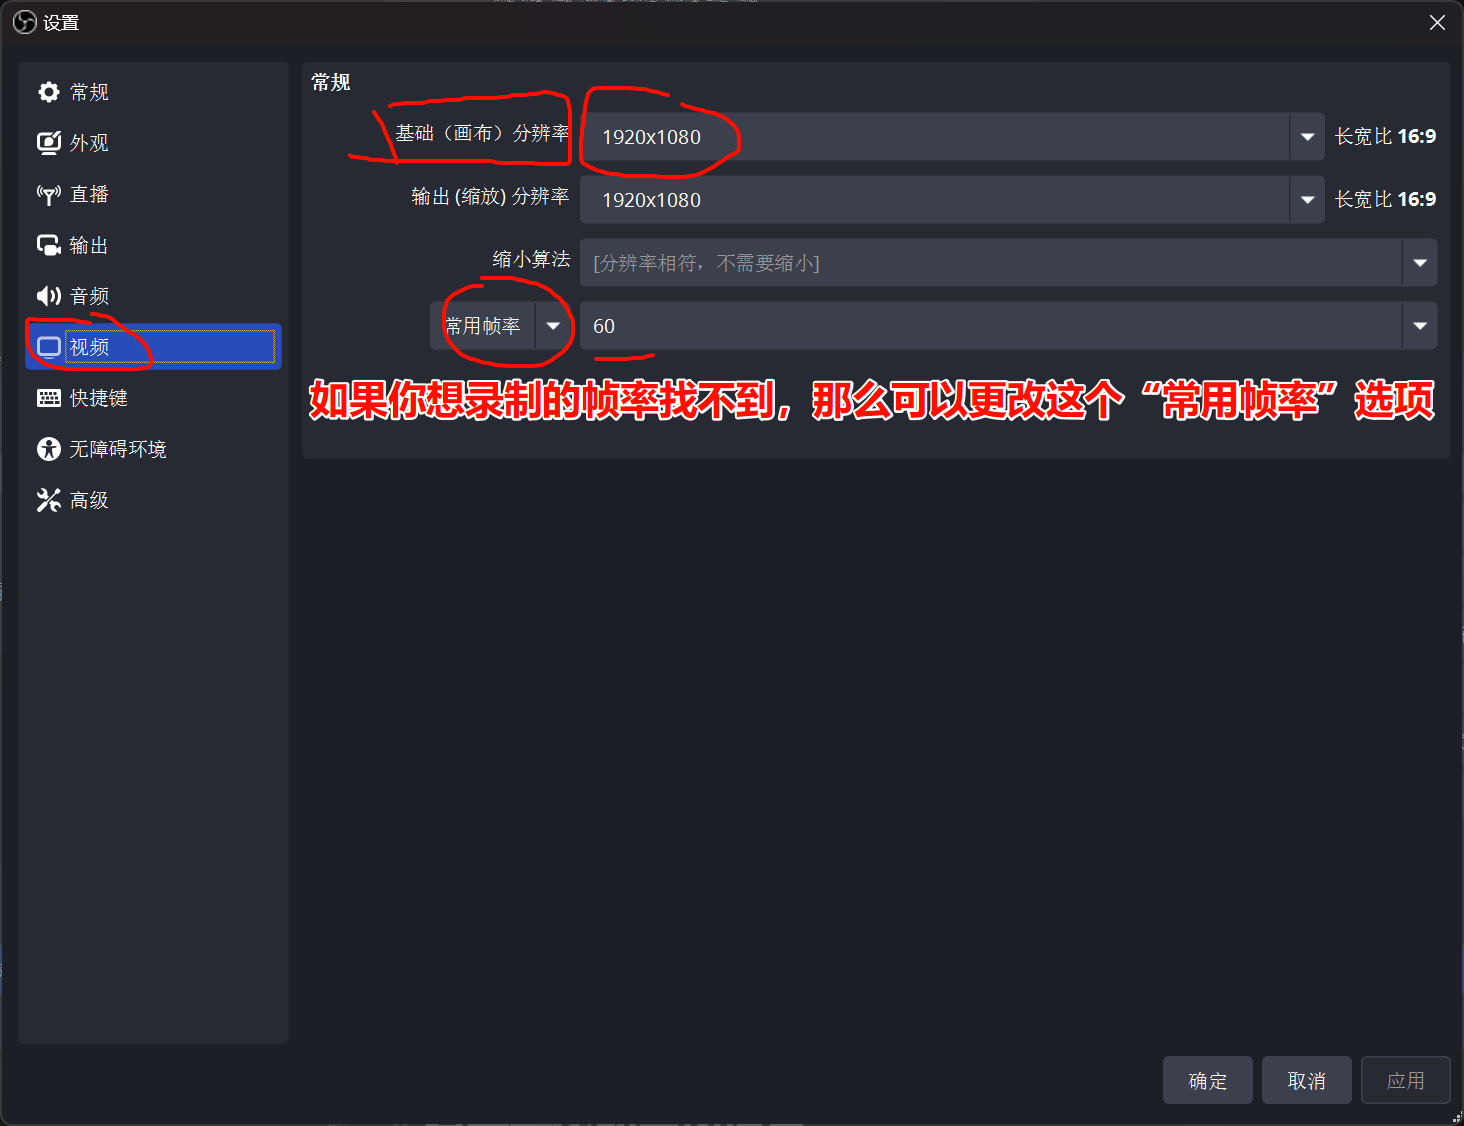 设置
常规
外观
直播
输出
音频
视频
快捷键
无障碍环境
高级
常规
基础（画布）分辨率 1920x1080 长宽比 16:9
输出 (缩放) 分辨率 1920x1080 长宽比 16:9
缩小算法 [分辨率相符，不需要缩小]
常用帧率 60
如果你想录制的帧率找不到，那么可以更改这个“常用帧率”选项
确定 取消 应用